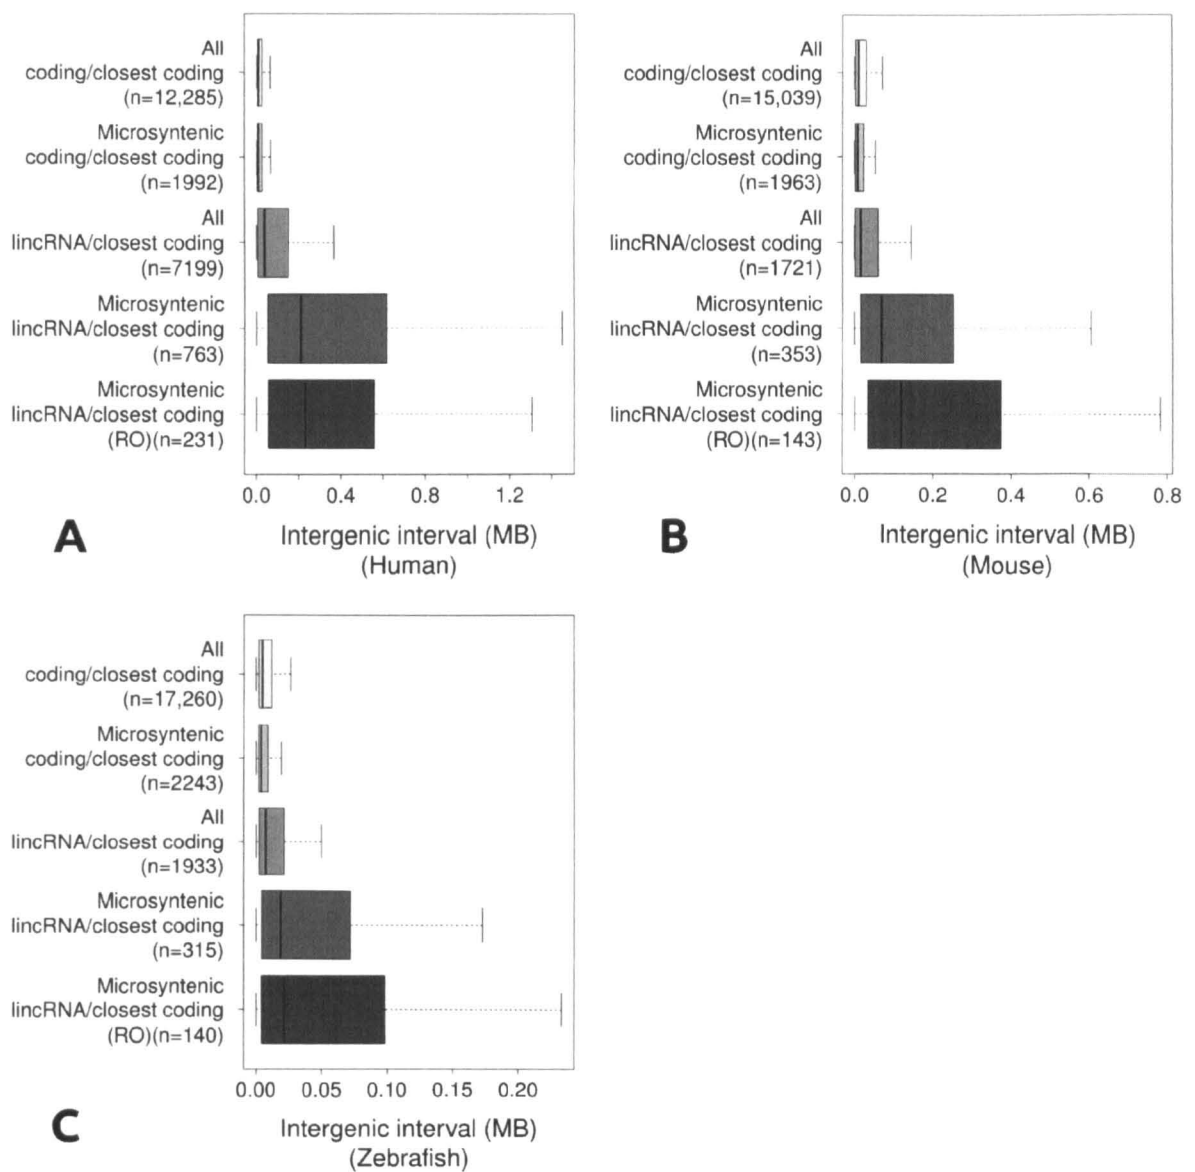 All
coding/closest coding
(n=12,285)
Microsyntenic
coding/closest coding
(n=1992)
All
lincRNA/closest coding
(n=7199)
Microsyntenic
lincRNA/closest coding
(n=763)
Microsyntenic
lincRNA/closest coding
(RO)(n=231)
0.0 0.4 0.8 1.2
A
Intergenic interval (MB)
(Human)
All
coding/closest coding
(n=15,039)
Microsyntenic
coding/closest coding
(n=1963)
All
lincRNA/closest coding
(n=1721)
Microsyntenic
lincRNA/closest coding
(n=353)
Microsyntenic
lincRNA/closest coding
(RO)(n=143)
0.0 0.2 0.4 0.6 0.8
B
Intergenic interval (MB)
(Mouse)
All
coding/closest coding
(n=17,260)
Microsyntenic
coding/closest coding
(n=2243)
All
lincRNA/closest coding
(n=1933)
Microsyntenic
lincRNA/closest coding
(n=315)
Microsyntenic
lincRNA/closest coding
(RO)(n=140)
0.00 0.05 0.10 0.15 0.20
C
Intergenic interval (MB)
(Zebrafish)